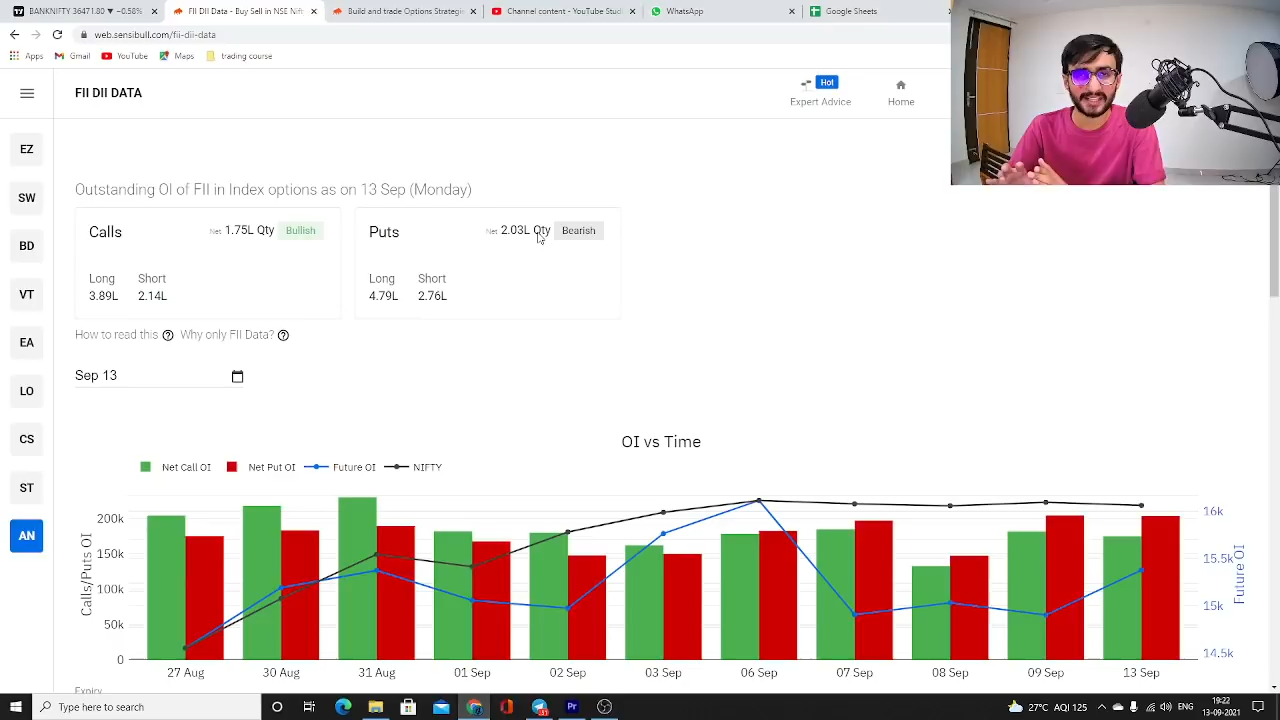 BANKNIFTY 36471.80 ▼ −0.58%
FII DII Data - Buy Sell in NSE Nif
Build and trade Options Strategie
Channel content - YouTube Studi
WhatsApp
Google Sheets
web.sensibull.com/fii-dii-data
Apps Gmail YouTube Maps trading course
FII DII DATA
Hot
Expert Advice Home
EZ
SW
BD
VT
EA
LO
CS
ST
AN
Outstanding OI of FII in Index options as on 13 Sep (Monday)
Calls Net 1.75L Qty Bullish
Long Short
3.89L 2.14L
Puts Net 2.03L Qty Bearish
Long Short
4.79L 2.76L
How to read this ? Why only FII Data? ?
Sep 13
OI vs Time
Net Call OI Net Put OI Future OI NIFTY
Calls/Puts OI
200k
150k
100k
50k
0
16k
15.5k
15k
14.5k
Future OI
27 Aug 30 Aug 31 Aug 01 Sep 02 Sep 03 Sep 06 Sep 07 Sep 08 Sep 09 Sep 13 Sep
Expiry
Type here to search
27°C AQI 125
ENG
19:22
13-09-2021